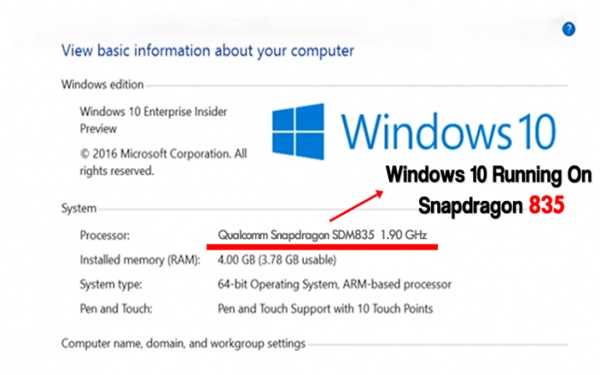 ?
View basic information about your computer
Windows edition
Windows 10 Enterprise Insider
Preview
© 2016 Microsoft Corporation. All
rights reserved.
Windows 10
Windows 10 Running On
Snapdragon 835
System
Processor: Qualcomm Snapdragon SDM835 1.90 GHz
Installed memory (RAM): 4.00 GB (3.78 GB usable)
System type: 64-bit Operating System, ARM-based processor
Pen and Touch: Pen and Touch Support with 10 Touch Points
Computer name, domain, and workgroup settings